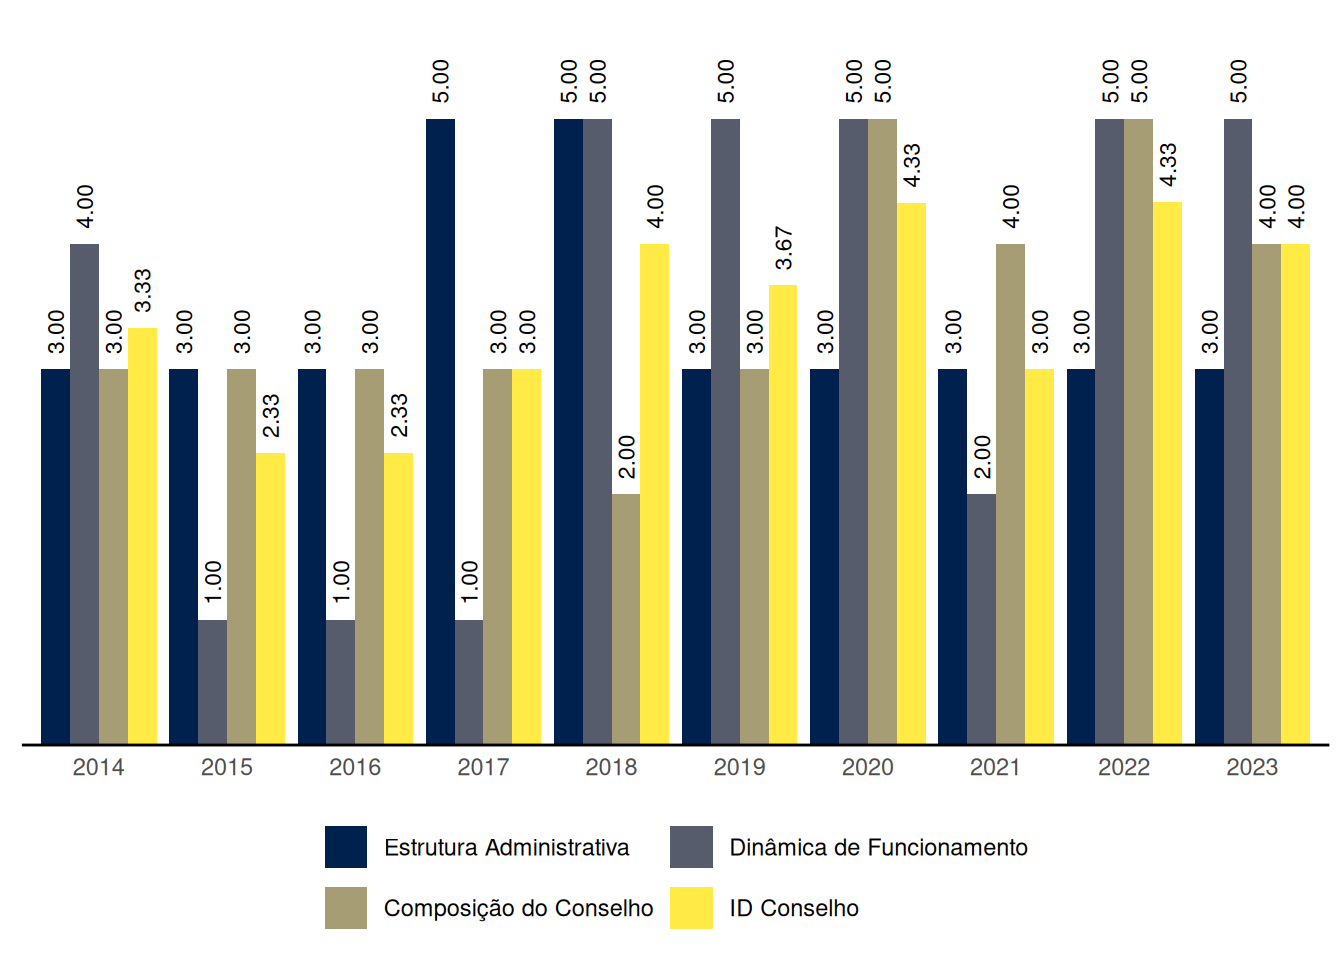 5.00 5.00 5.00 5.00 5.00 5.00 5.00 5.00 5.00
4.33 4.33
4.00 4.00 4.00 4.00 4.00
3.67
3.33
3.00 3.00 3.00 3.00 3.00 3.00 3.00 3.00 3.00 3.00 3.00 3.00 3.00 3.00 3.00
2.33 2.33
2.00 2.00
1.00 1.00 1.00
2014 2015 2016 2017 2018 2019 2020 2021 2022 2023
Estrutura Administrativa Dinâmica de Funcionamento
Composição do Conselho ID Conselho